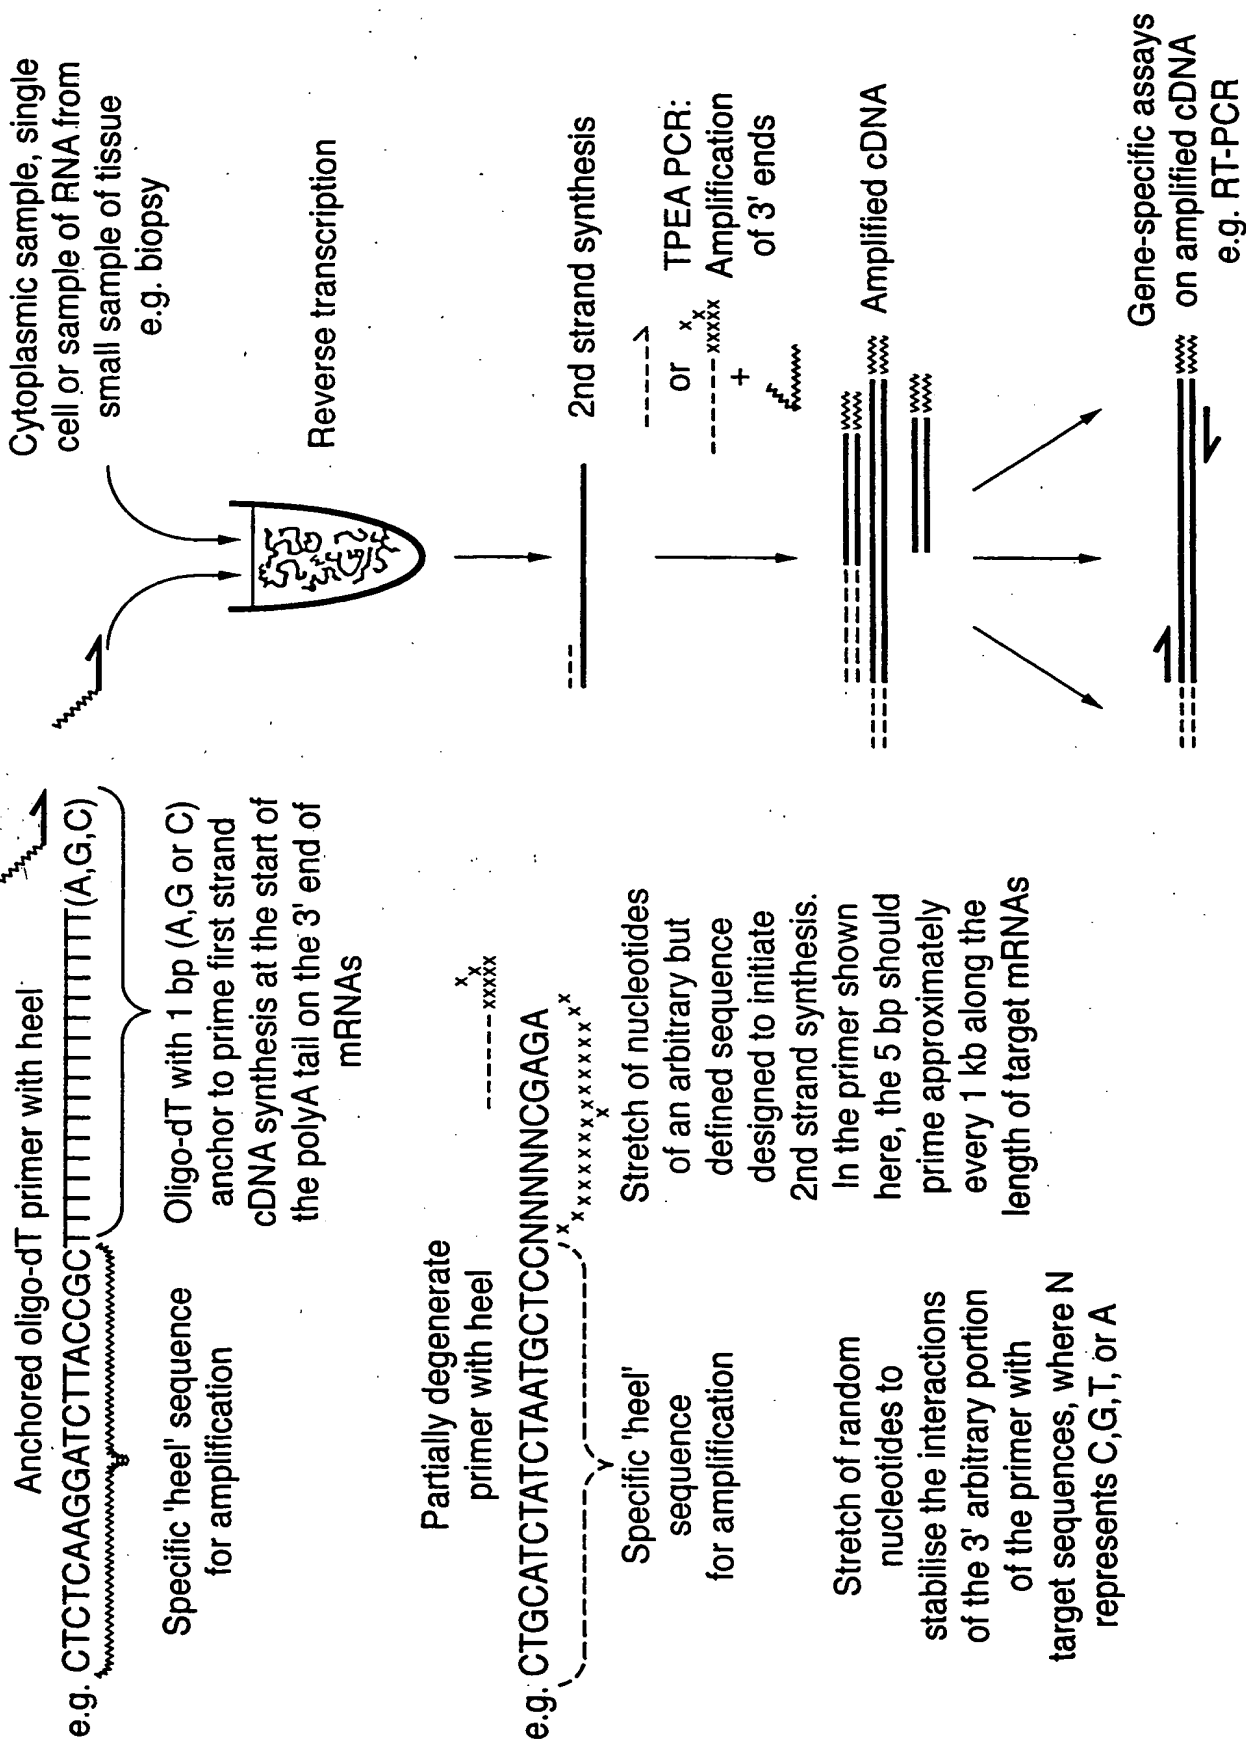 Anchored oligo-dT primer with heel
e.g. CTCTCAAGGATCTTACCGCTTTTTTTTTTTTTTTTTT(A,G,C)
Specific 'heel' sequence
for amplification
Oligo-dT with 1 bp (A,G or C)
anchor to prime first strand
cDNA synthesis at the start of
the polyA tail on the 3' end of
mRNAs
Partially degenerate
primer with heel
x
x
xxxxx
e.g. CTGCATCTATCTAATGCTCCNNNNNCGAGA
x x x x x x x x x x x x x x x
Specific 'heel'
sequence
for amplification
Stretch of nucleotides
of an arbitrary but
defined sequence
designed to initiate
2nd strand synthesis.
In the primer shown
here, the 5 bp should
prime approximately
every 1 kb along the
length of target mRNAs
Stretch of random
nucleotides to
stabilise the interactions
of the 3' arbitrary portion
of the primer with
target sequences, where N
represents C,G,T, or A
Cytoplasmic sample, single
cell or sample of RNA from
small sample of tissue
e.g. biopsy
Reverse transcription
2nd strand synthesis
or
x
x
xxxxx
+
TPEA PCR:
Amplification
of 3' ends
Amplified cDNA
Gene-specific assays
on amplified cDNA
e.g. RT-PCR